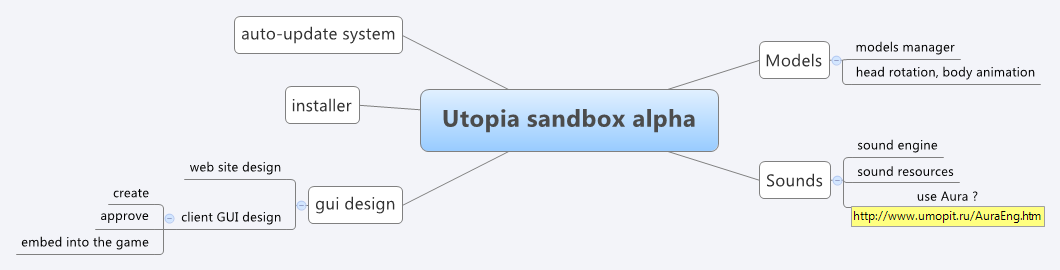 Utopia sandbox alpha
auto-update system
installer
gui design
web site design
client GUI design
create
approve
embed into the game
Models
models manager
head rotation, body animation
Sounds
sound engine
sound resources
use Aura ?
http://www.umopit.ru/AuraEng.htm